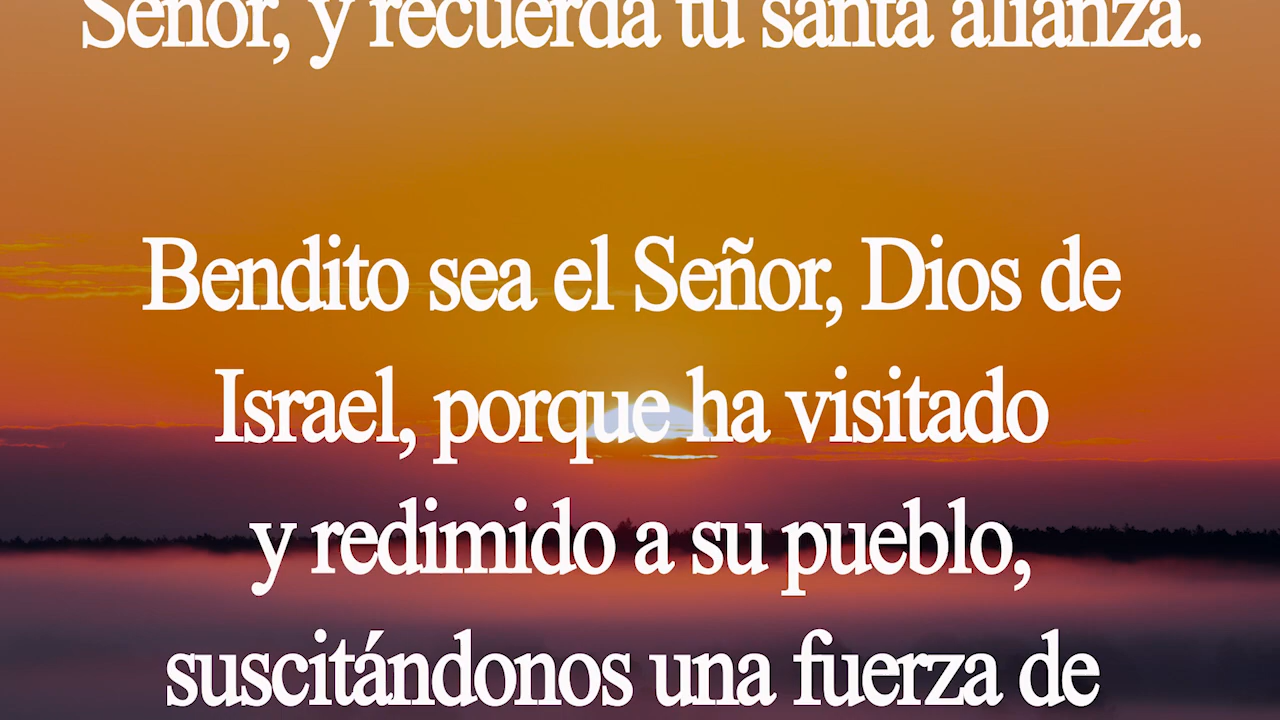 Señor, y recuerda tu santa alianza.
Bendito sea el Señor, Dios de
Israel, porque ha visitado
y redimido a su pueblo,
suscitándonos una fuerza de